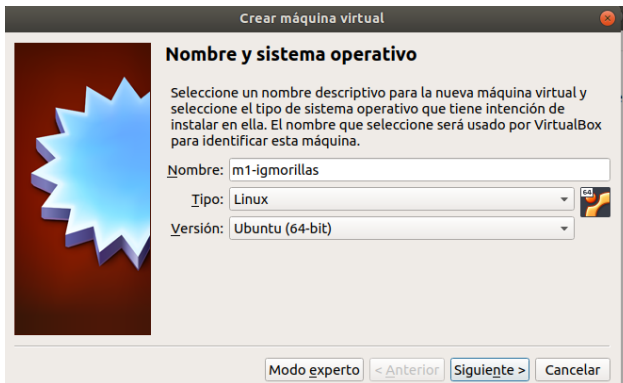 Crear máquina virtual
Nombre y sistema operativo
Seleccione un nombre descriptivo para la nueva máquina virtual y
seleccione el tipo de sistema operativo que tiene intención de
instalar en ella. El nombre que seleccione será usado por VirtualBox
para identificar esta máquina.
Nombre: m1-igmorillas
Tipo: Linux
64
Versión: Ubuntu (64-bit)
Modo experto < Anterior Siguiente > Cancelar